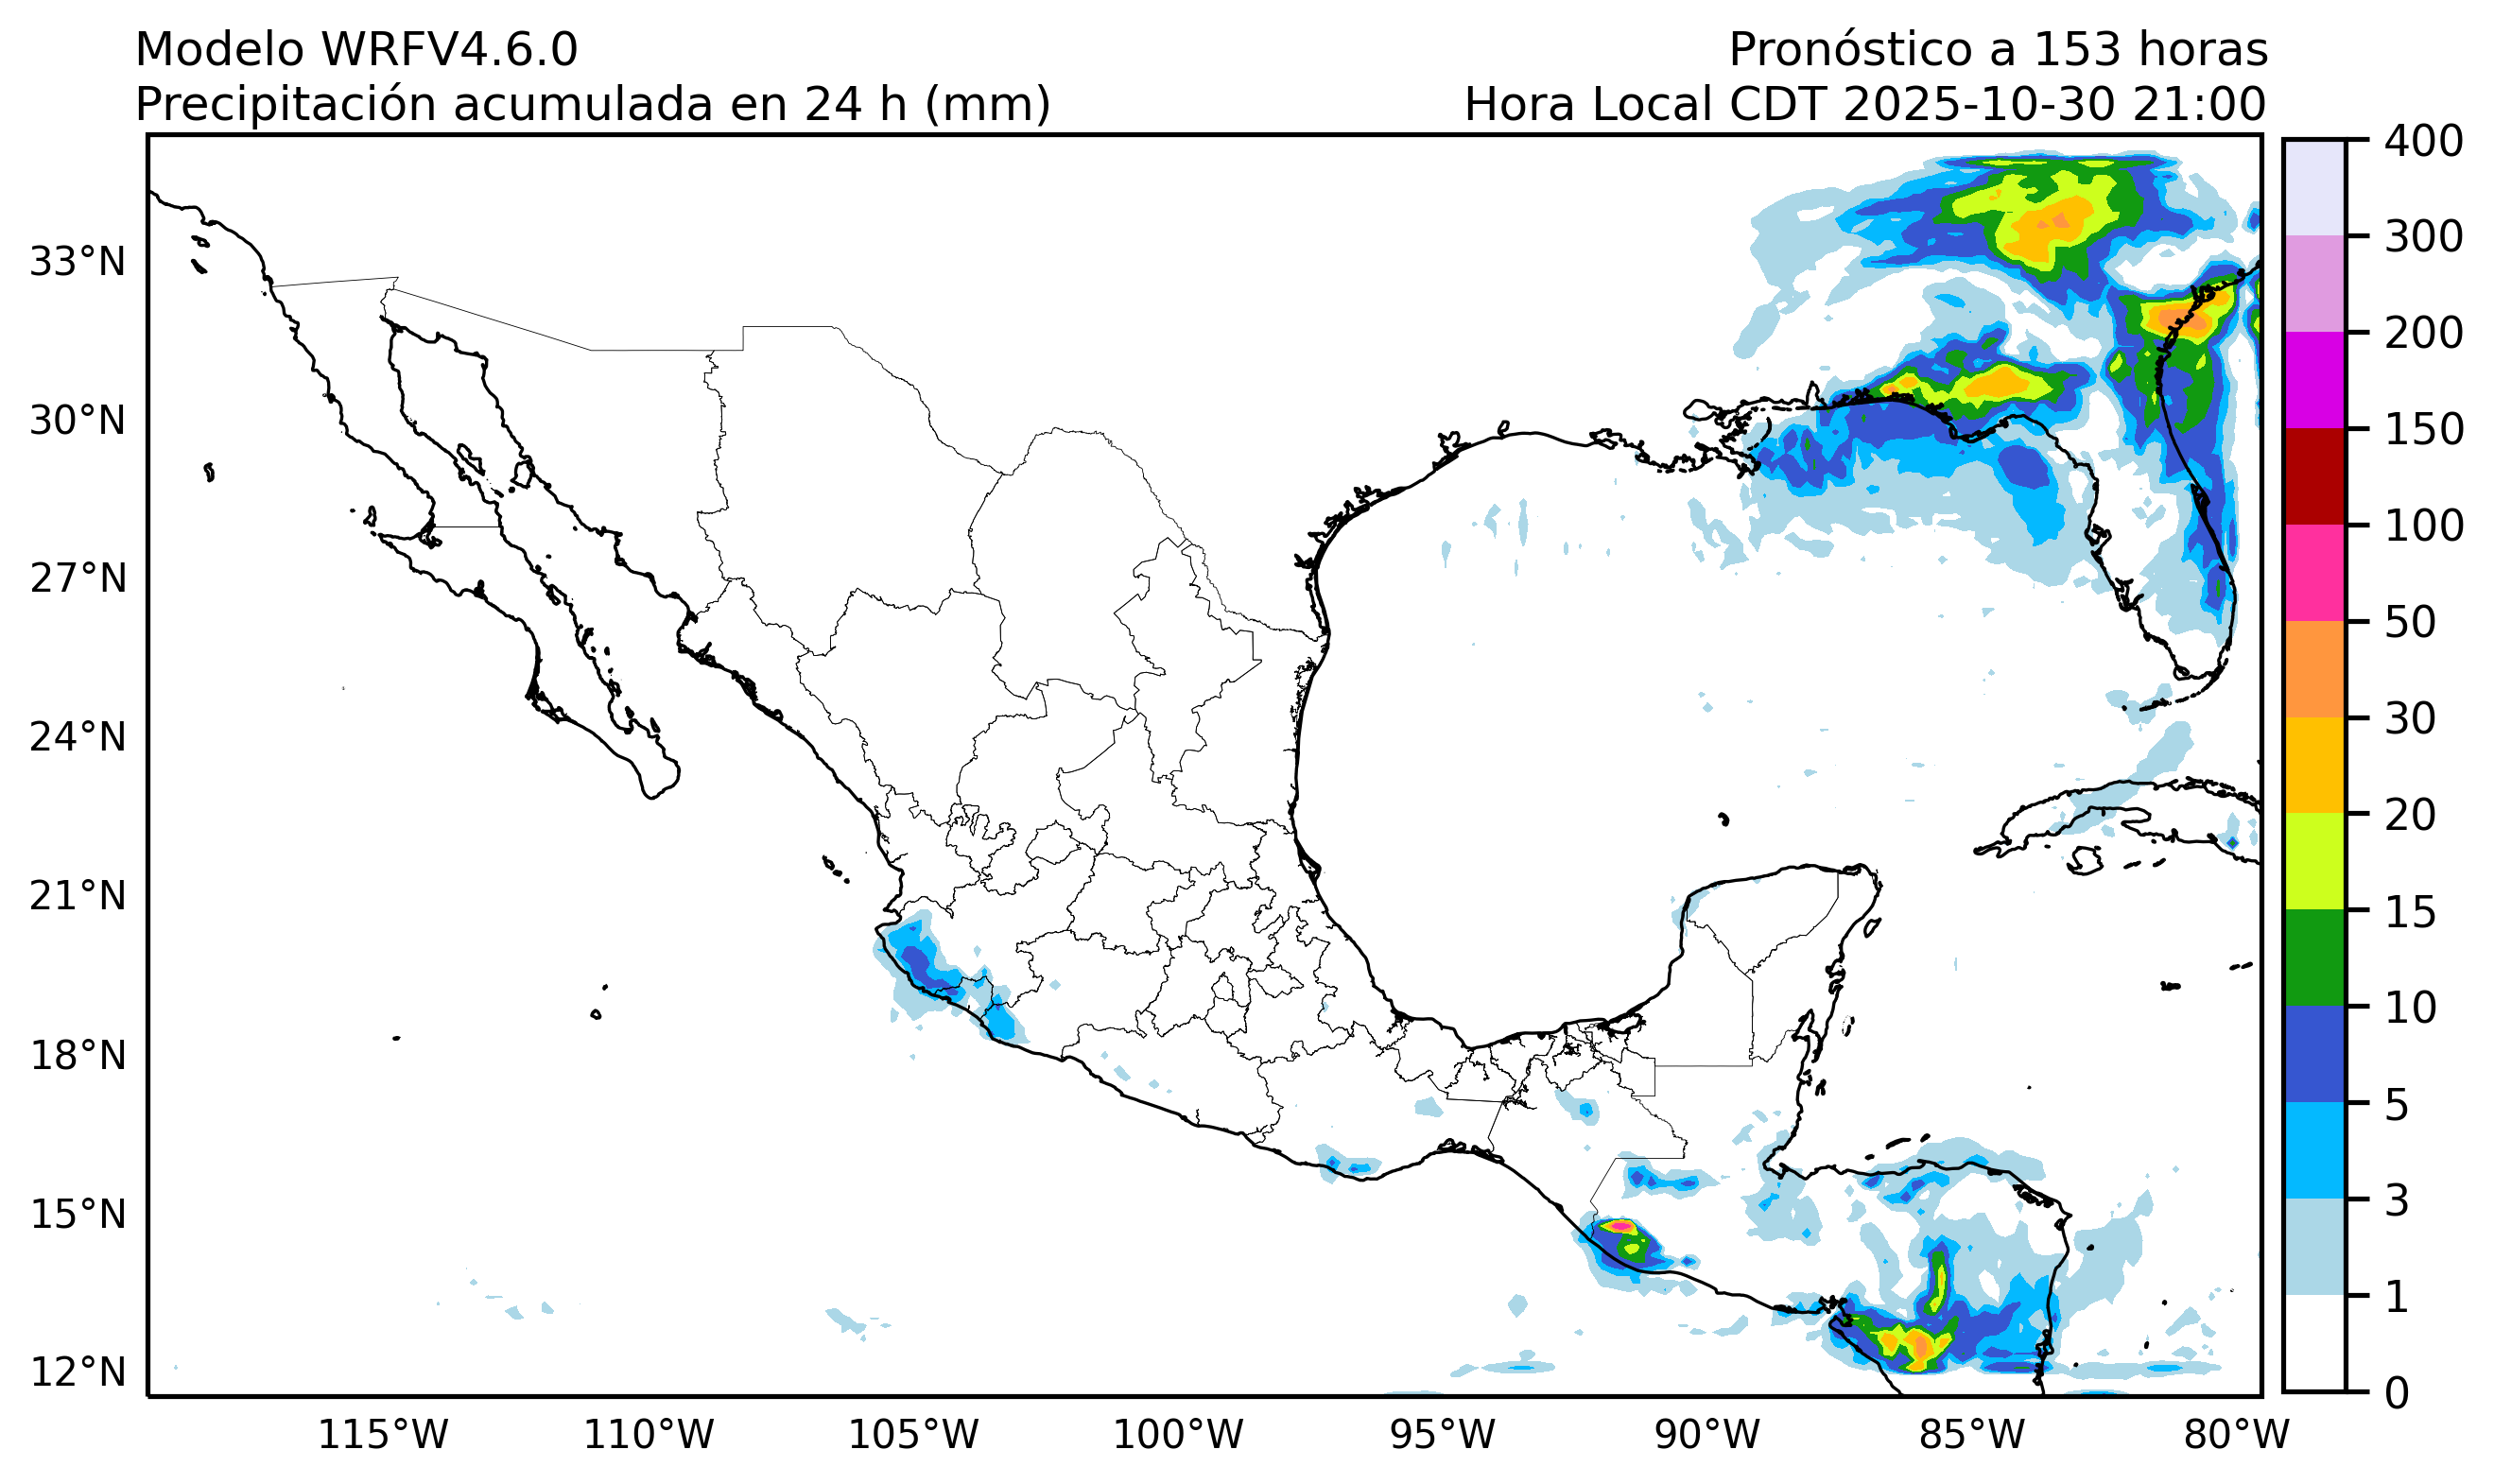 Modelo WRFV4.6.0
Pronóstico a 153 horas
Precipitación acumulada en 24 h (mm)
Hora Local CDT 2025-10-30 21:00
33°N
30°N
27°N
24°N
21°N
18°N
15°N
12°N
115°W
110°W
105°W
100°W
95°W
90°W
85°W
80°W
400
300
200
150
100
50
30
20
15
10
5
3
1
0